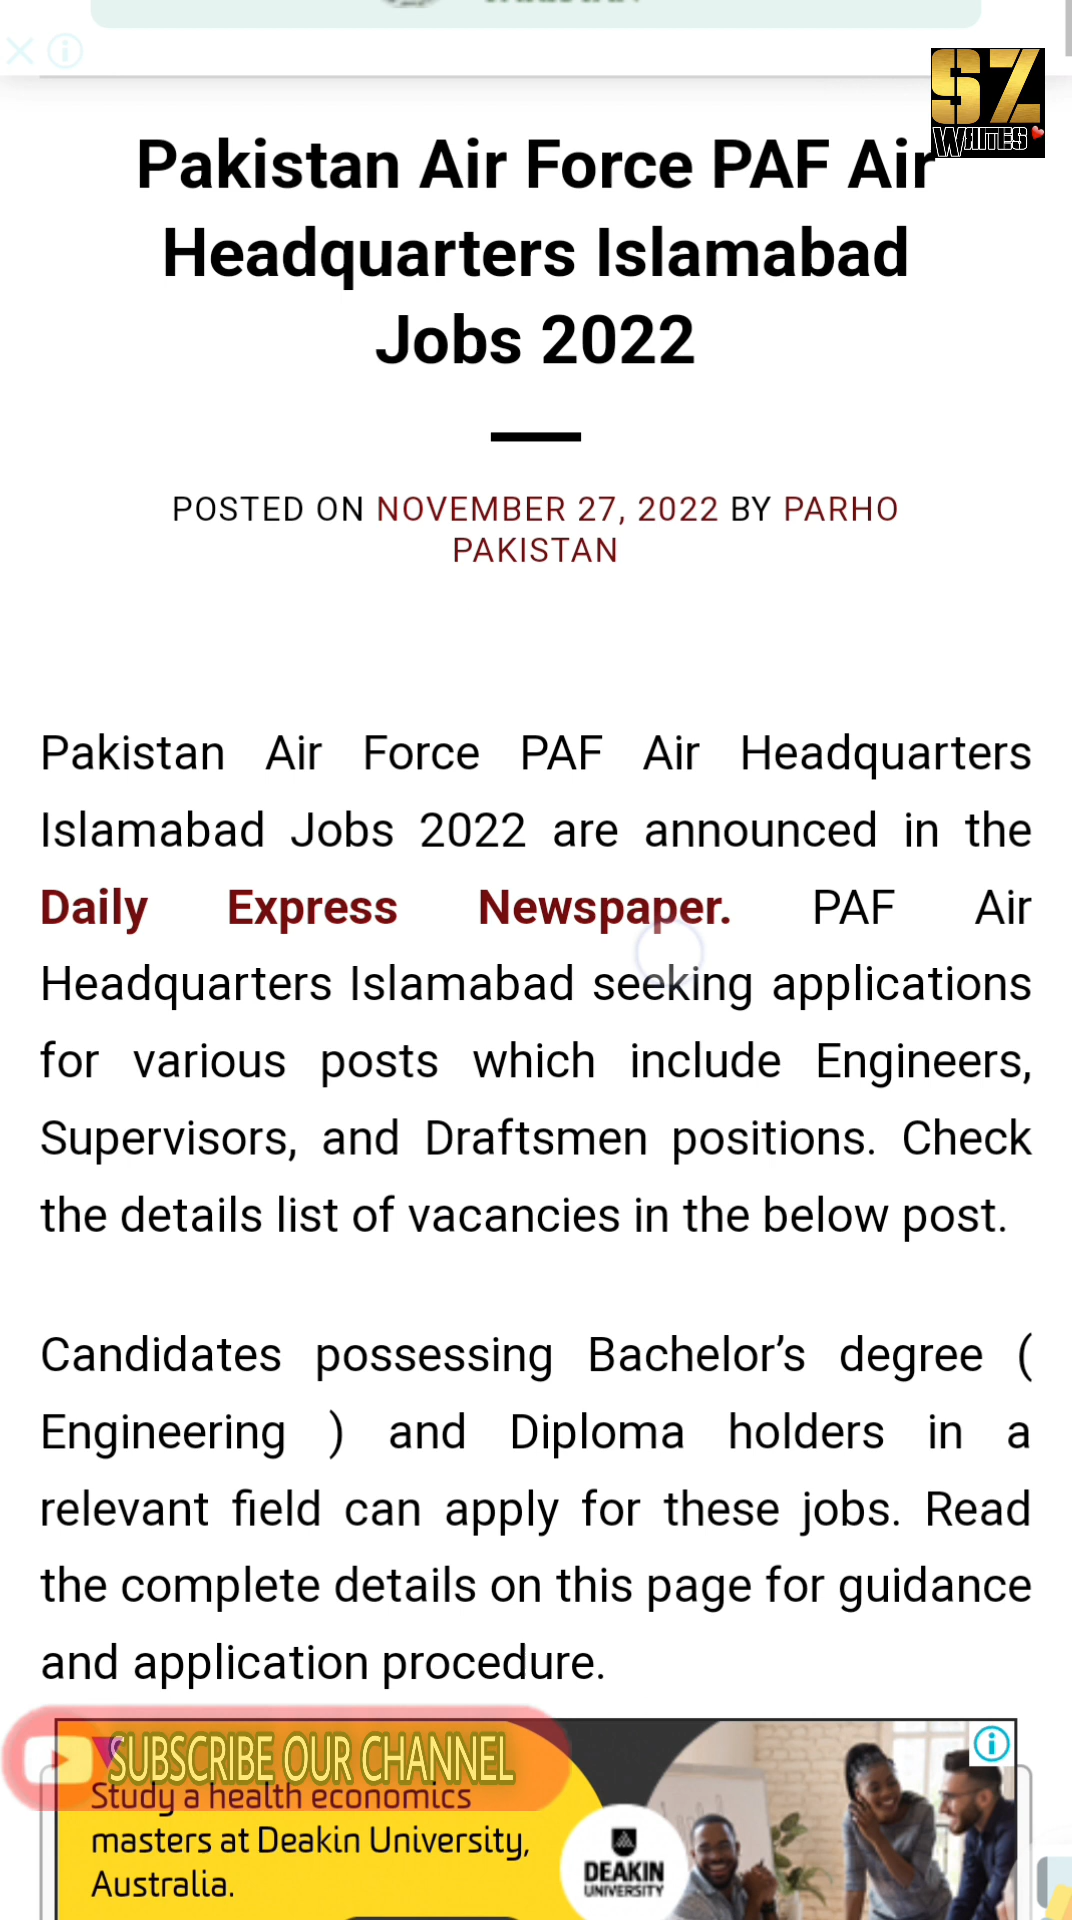 SZ
WRITES
Pakistan Air Force PAF Air
Headquarters Islamabad
Jobs 2022
POSTED ON NOVEMBER 27, 2022 BY PARHO
PAKISTAN
Pakistan Air Force PAF Air Headquarters
Islamabad Jobs 2022 are announced in the
Daily Express Newspaper. PAF Air
Headquarters Islamabad seeking applications
for various posts which include Engineers,
Supervisors, and Draftsmen positions. Check
the details list of vacancies in the below post.
Candidates possessing Bachelor’s degree (
Engineering ) and Diploma holders in a
relevant field can apply for these jobs. Read
the complete details on this page for guidance
and application procedure.
SUBSCRIBE OUR CHANNEL
Study a health economics
masters at Deakin University,
Australia.
DEAKIN
UNIVERSITY